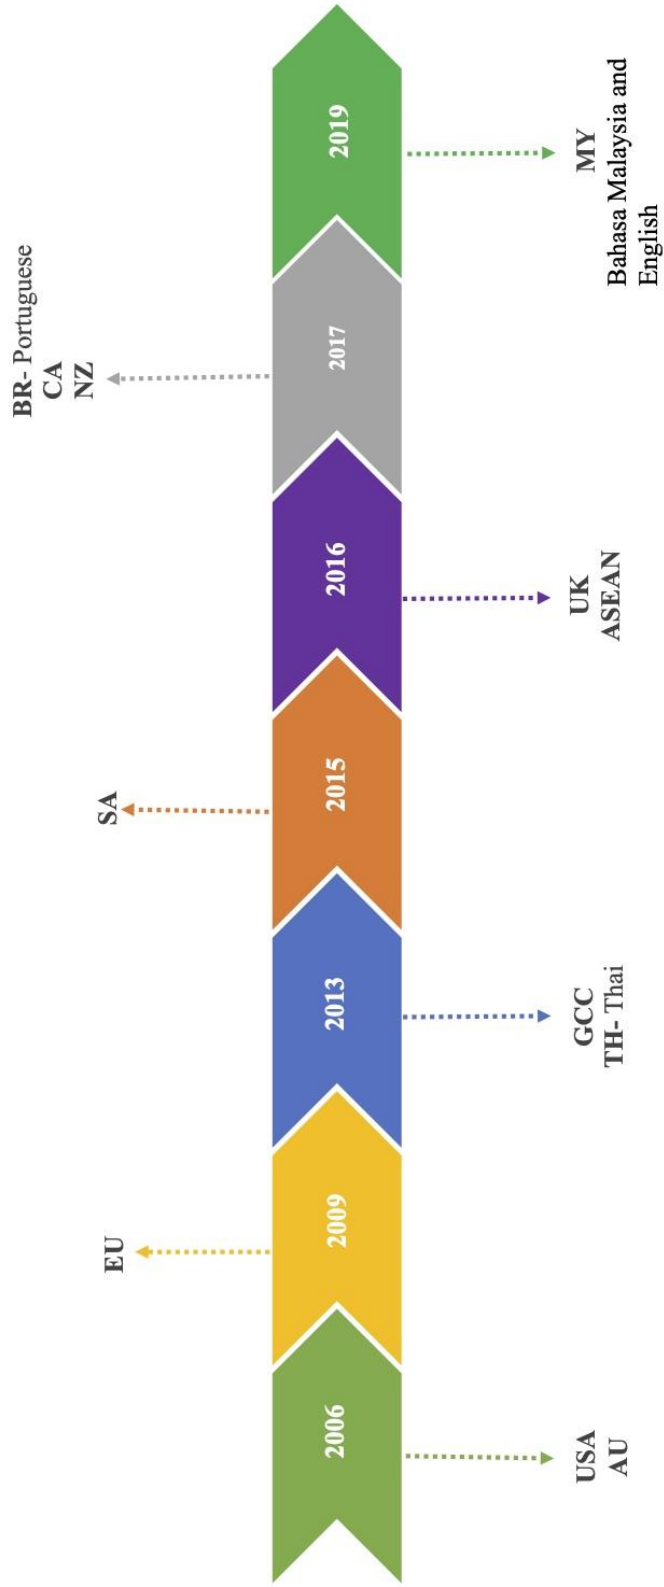 2006
2009
2013
2015
2016
2017
2019
EU
SA
BR- Portuguese
CA
NZ
USA
AU
GCC
TH- Thai
UK
ASEAN
MY
Bahasa Malaysia and
English